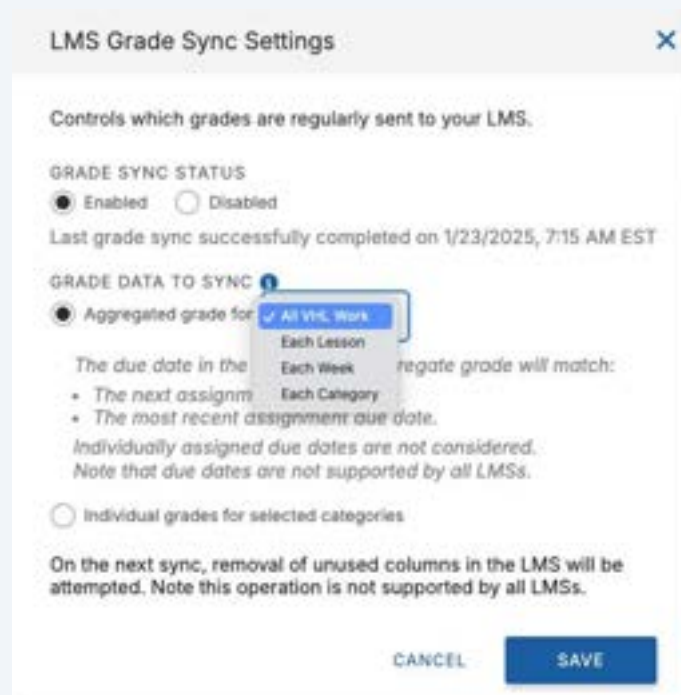 LMS Grade Sync Settings
Controls which grades are regularly sent to your LMS.
GRADE SYNC STATUS
Enabled Disabled
Last grade sync successfully completed on 1/23/2025, 7:15 AM EST
GRADE DATA TO SYNC
Aggregated grade for
✓ All VHL Work
Each Lesson
Each Week
Each Category
The due date in the regate grade will match:
• The next assignm
• The most recent assignment due date.
Individually assigned due dates are not considered.
Note that due dates are not supported by all LMSs.
Individual grades for selected categories
On the next sync, removal of unused columns in the LMS will be
attempted. Note this operation is not supported by all LMSs.
CANCEL SAVE